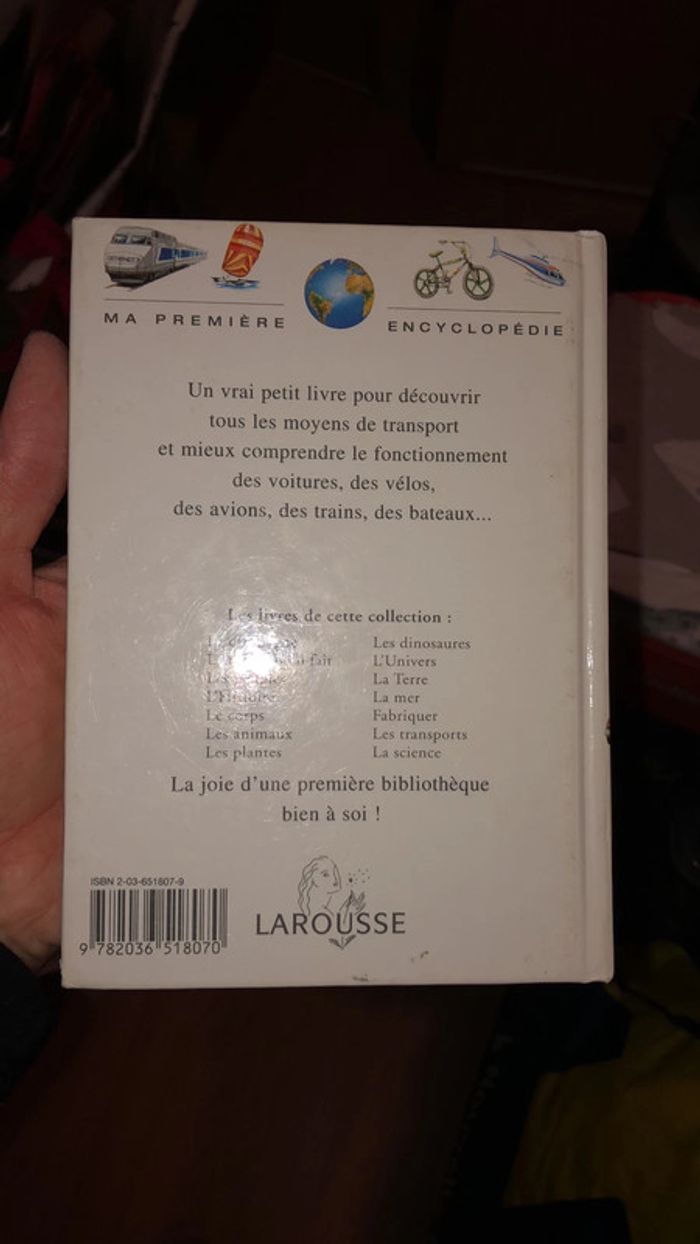 MA PREMIÈRE ENCYCLOPÉDIE
Un vrai petit livre pour découvrir
tous les moyens de transport
et mieux comprendre le fonctionnement
des voitures, des vélos,
des avions, des trains, des bateaux...
Les livres de cette collection :
Les dinosaures
fait L'Univers
La Terre
L'Histoire La mer
Le corps Fabriquer
Les animaux Les transports
Les plantes La science
La joie d'une première bibliothèque
bien à soi !
ISBN 2-03-651807-9
9 782036 518070
LAROUSSE